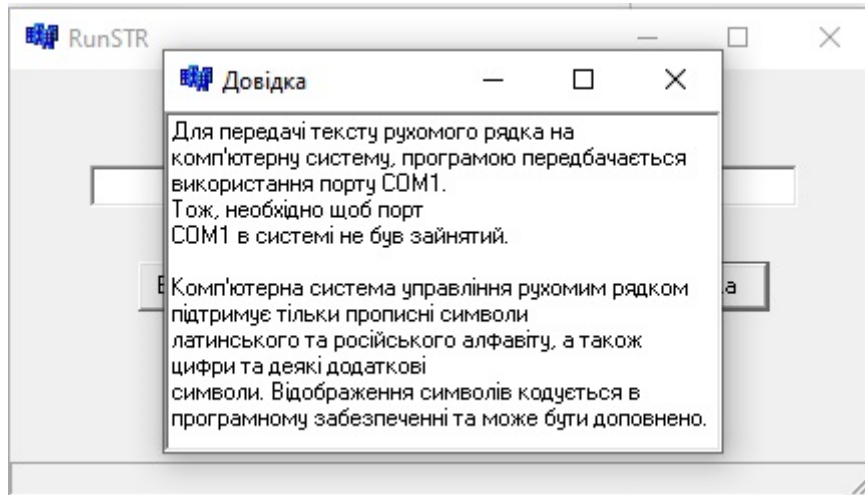 RunSTR
Довідка
Для передачі тексту рухомого рядка на
комп'ютерну систему, програмою передбачається
використання порту COM1.
Тож, необхідно щоб порт
COM1 в системі не був зайнятий.
Комп'ютерна система управління рухомим рядком
підтримує тільки прописні символи
латинського та російського алфавіту, а також
цифри та деякі додаткові
символи. Відображення символів кодується в
програмному забезпеченні та може бути доповнено.